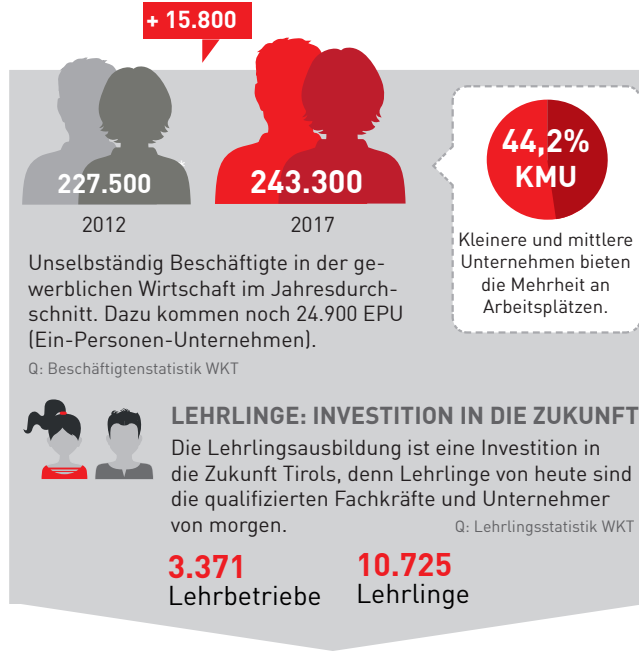 + 15.800
227.500
243.300
2012
2017
44,2%
KMU
Kleinere und mittlere
Unternehmen bieten
die Mehrheit an
Arbeitsplätzen.
Unselbständig Beschäftigte in der ge-
werblichen Wirtschaft im Jahresdurch-
schnitt. Dazu kommen noch 24.900 EPU
(Ein-Personen-Unternehmen).
Q: Beschäftigtenstatistik WKT
LEHRLINGE: INVESTITION IN DIE ZUKUNFT
Die Lehrlingsausbildung ist eine Investition in
die Zukunft Tirols, denn Lehrlinge von heute sind
die qualifizierten Fachkräfte und Unternehmer
von morgen.
Q: Lehrlingsstatistik WKT
3.371
Lehrbetriebe
10.725
Lehrlinge